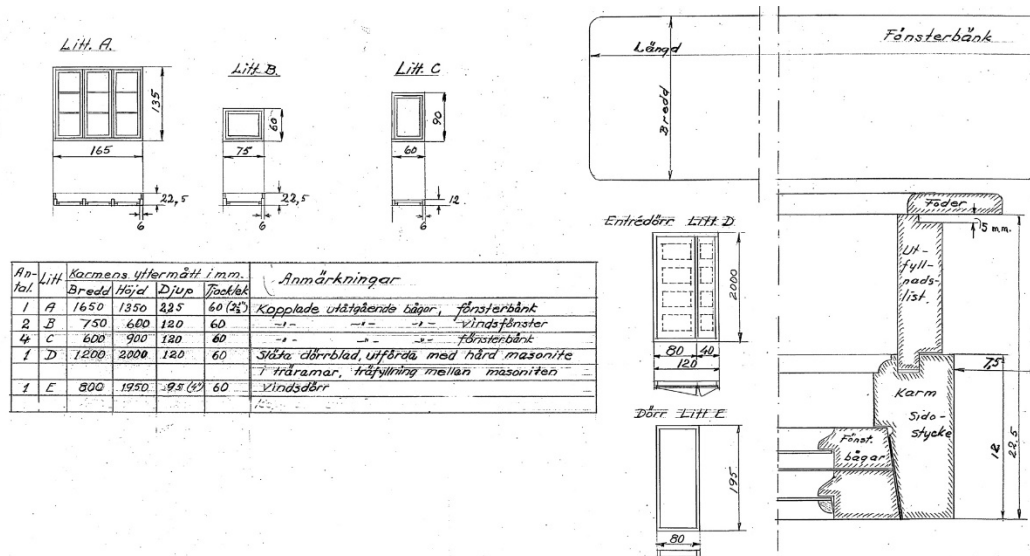 Litt. A.
135
165
22,5
6
Litt. B.
60
75
22,5
6
Litt. C
90
60
12
6
An-tal. Litt Karmens yttermått i mm. Anmärkningar
Bredd Höjd Djup Tjocklek
1 A 1650 1350 225 60 (2½") Kopplade utåtgående bågor, fönsterbänk
2 B 750 600 120 60 -"- -"- -"- vindsfönster
4 C 600 900 120 60 -"- -"- -"- fönsterbänk
1 D 1200 2000 120 60 Släta dörrblad, utförda med hård masonite
i träramar, träfyllning mellan masoniten
1 E 800 1950 95 (4") 60 vindsdörr
Fönsterbänk
Längd
Bredd
Entrédörr Litt D
2000
80 40
120
Dörr Litt E
195
80
Foder
5 m.m.
Ut-
fyll-
nads-
list.
7,5
Karm
Sido-
stycke
Fönst.
bågar
12
22,5